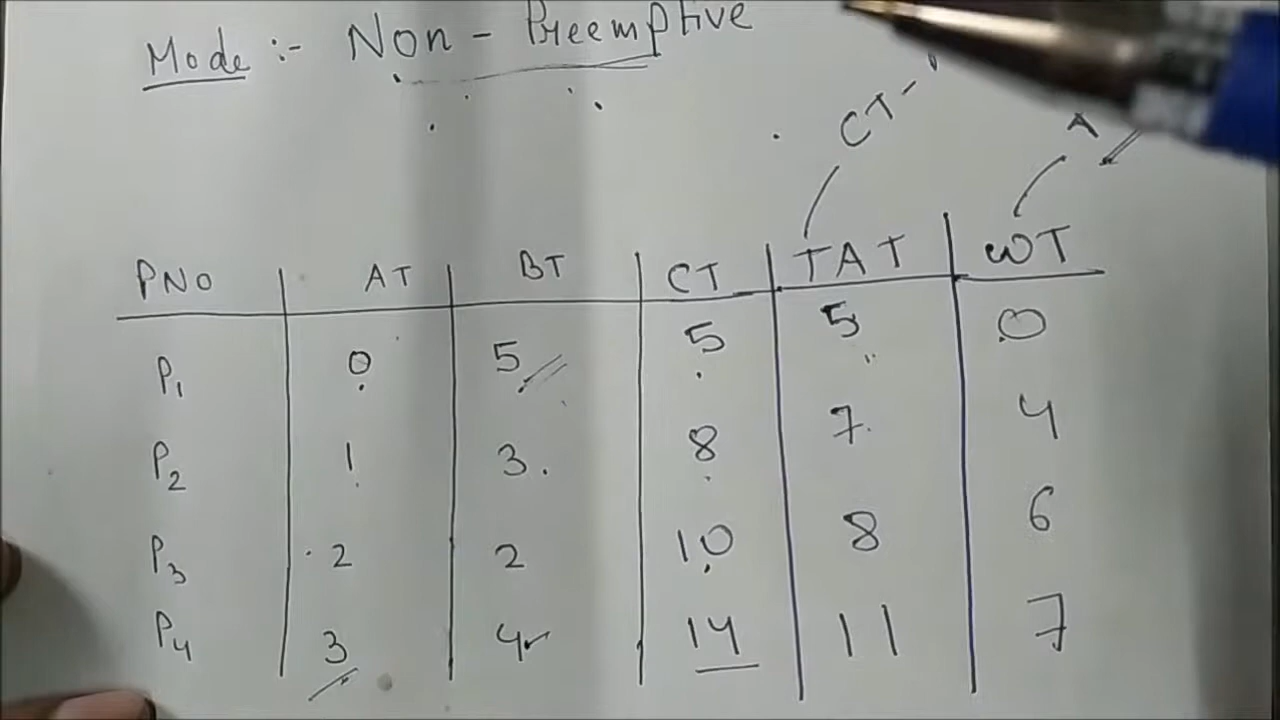 Mode :- Non - Preemptive
CT -
A
PNO AT BT CT TAT WT
P1 0 5 5 5 0
P2 1 3 8 7 4
P3 2 2 10 8 6
P4 3 4 14 11 7